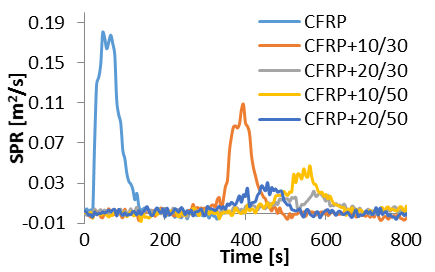 0.19
0.15
0.11
0.07
0.03
-0.01
SPR [m²/s]
0 200 400 600 800
Time [s]
CFRP
CFRP+10/30
CFRP+20/30
CFRP+10/50
CFRP+20/50